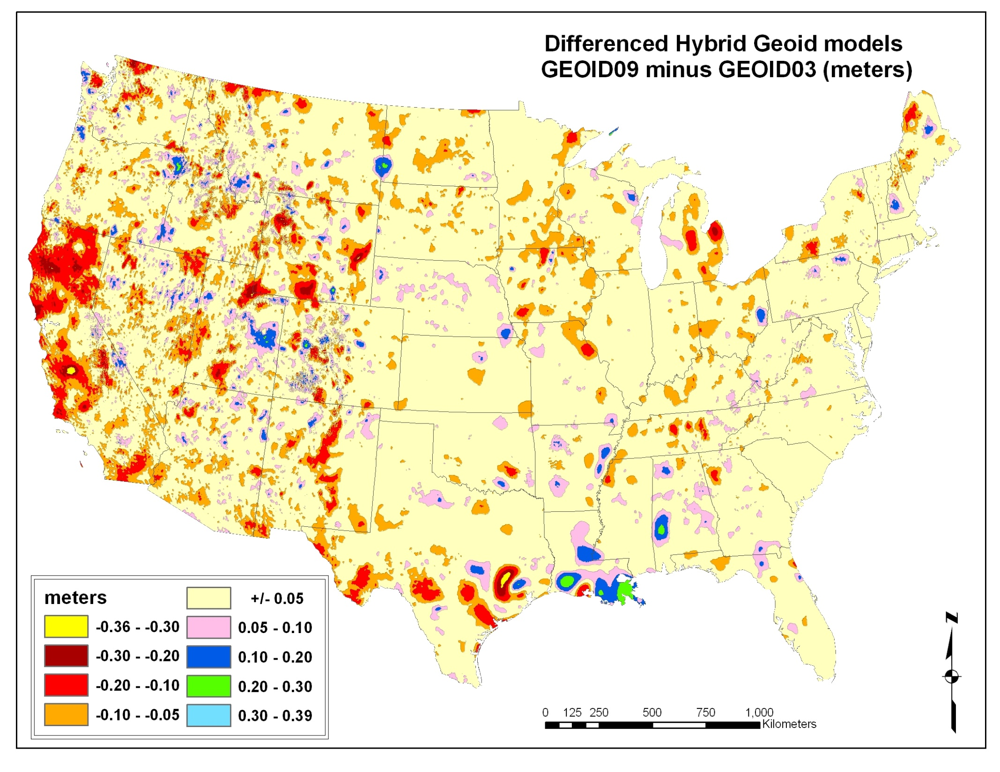 Differenced Hybrid Geoid models
GEOID09 minus GEOID03 (meters)
meters
-0.36 - -0.30
-0.30 - -0.20
-0.20 - -0.10
-0.10 - -0.05
+/- 0.05
0.05 - 0.10
0.10 - 0.20
0.20 - 0.30
0.30 - 0.39
N
0 125 250 500 750 1,000
Kilometers